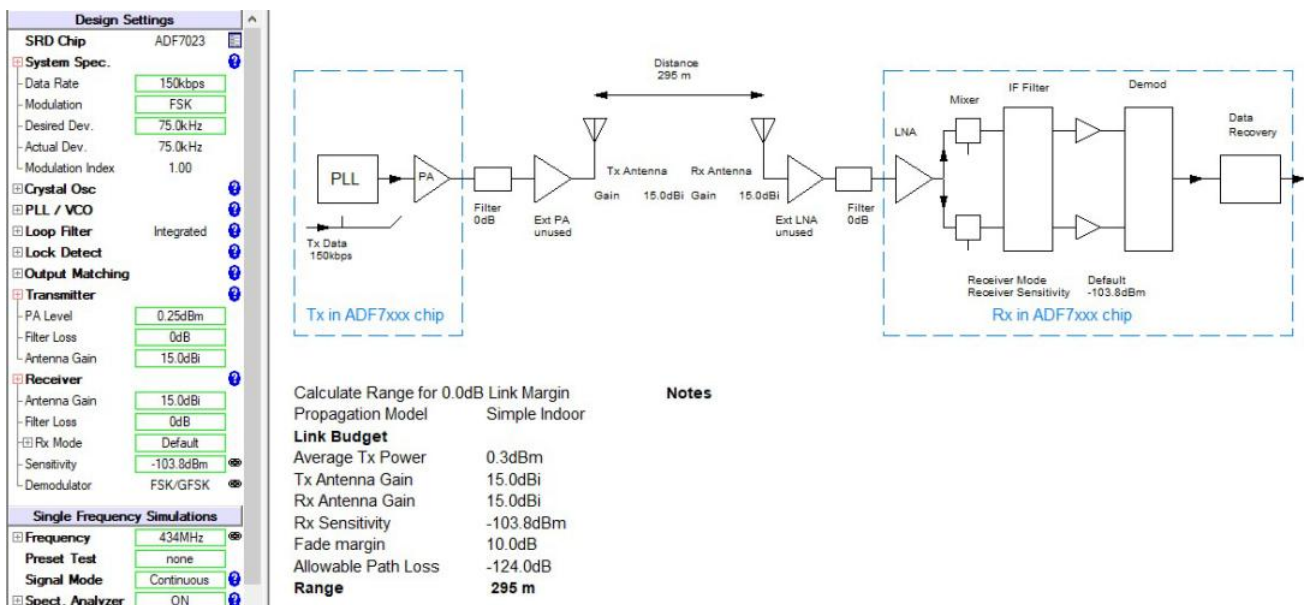 Design Settings
SRD Chip ADF7023
System Spec.
Data Rate 150kbps
Modulation FSK
Desired Dev. 75.0kHz
Actual Dev. 75.0kHz
Modulation Index 1.00
Crystal Osc
PLL / VCO
Loop Filter Integrated
Lock Detect
Output Matching
Transmitter
PA Level 0.25dBm
Filter Loss 0dB
Antenna Gain 15.0dBi
Receiver
Antenna Gain 15.0dBi
Filter Loss 0dB
Rx Mode Default
Sensitivity -103.8dBm
Demodulator FSK/GFSK
Single Frequency Simulations
Frequency 434MHz
Preset Test none
Signal Mode Continuous
Spect. Analyzer ON
Distance
295 m
PLL
PA
Tx Data
150kbps
Filter
0dB
Ext PA
unused
Tx Antenna
Gain 15.0dBi
Rx Antenna
Gain 15.0dBi
Ext LNA
unused
Filter
0dB
LNA
Mixer
IF Filter
Demod
Data
Recovery
Receiver Mode Default
Receiver Sensitivity -103.8dBm
Tx in ADF7xxx chip
Rx in ADF7xxx chip
Calculate Range for 0.0dB Link Margin
Notes
Propagation Model Simple Indoor
Link Budget
Average Tx Power 0.3dBm
Tx Antenna Gain 15.0dBi
Rx Antenna Gain 15.0dBi
Rx Sensitivity -103.8dBm
Fade margin 10.0dB
Allowable Path Loss -124.0dB
Range 295 m